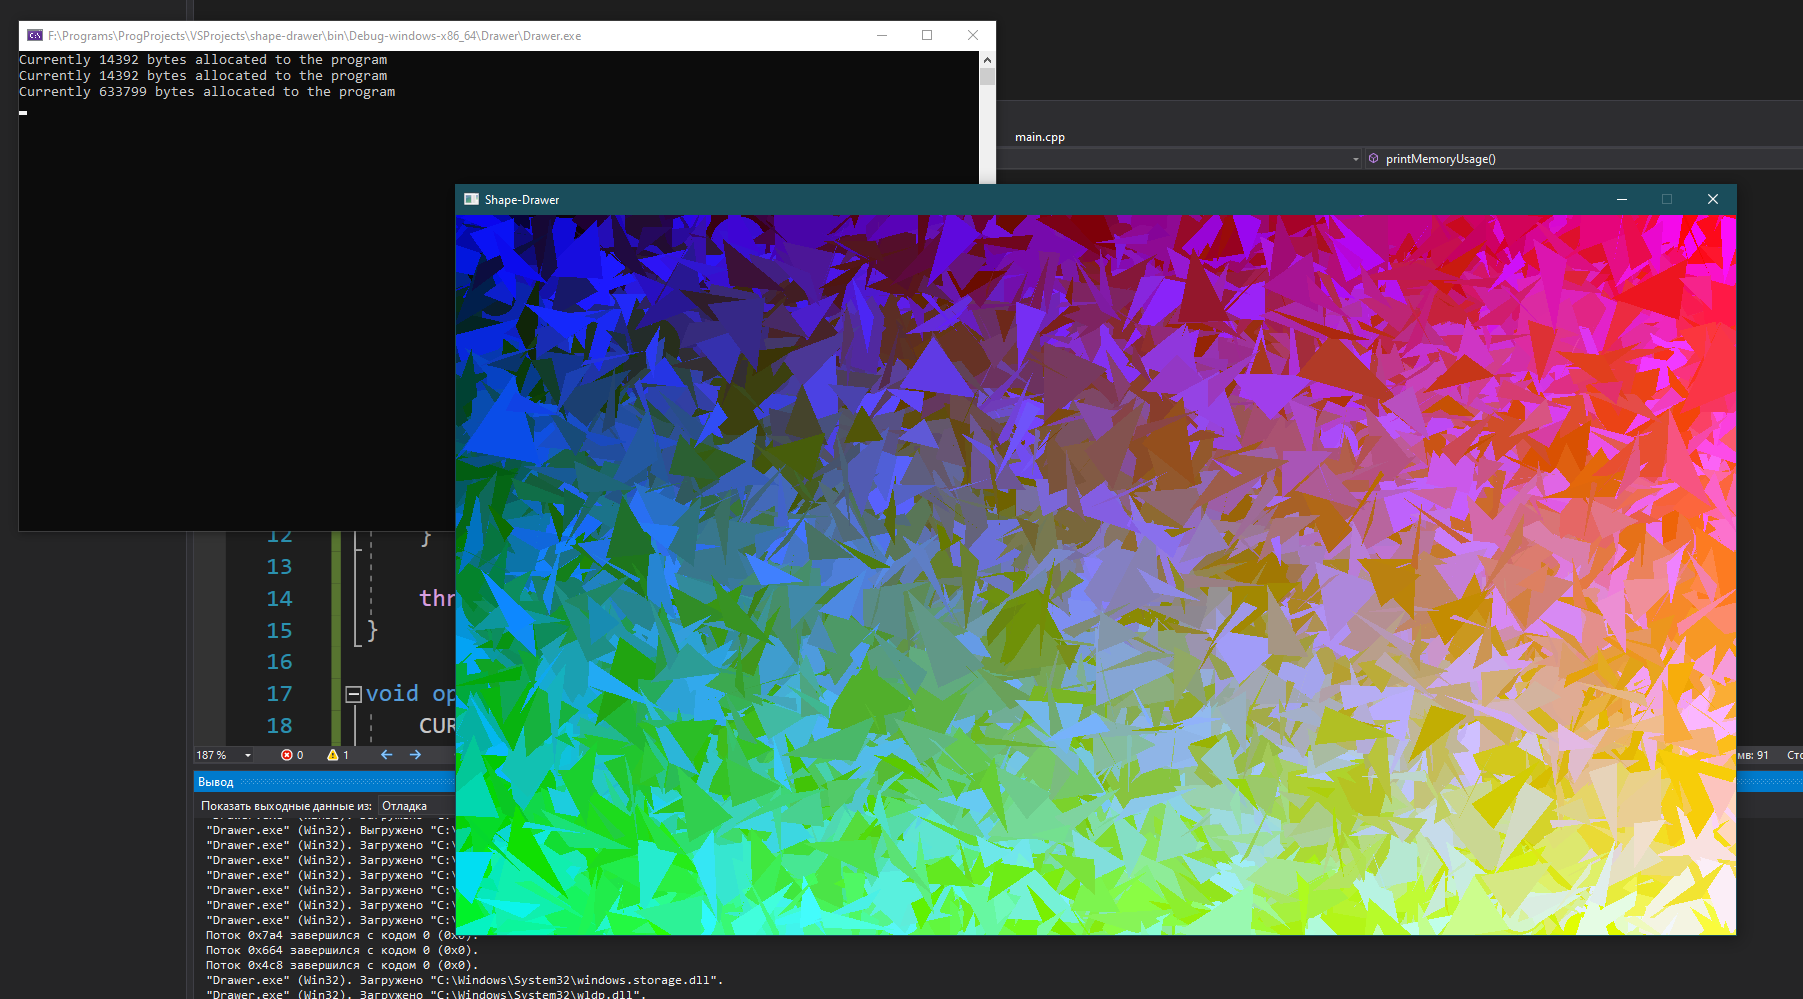 F:\Programs\ProgProjects\VSProjects\shape-drawer\bin\Debug-windows-x86_64\Drawer\Drawer.exe
Currently 14392 bytes allocated to the program
Currently 14392 bytes allocated to the program
Currently 633799 bytes allocated to the program
main.cpp
printMemoryUsage()
Shape-Drawer
12 }
13
14 thr
15 }
16
17 void op
18 CUR
187 % 0 1
мв: 91 Сто
Вывод
Показать выходные данные из: Отладка
"Drawer.exe" (Win32). Загружено "C:\
"Drawer.exe" (Win32). Выгружено "C:\
"Drawer.exe" (Win32). Загружено "C:\
"Drawer.exe" (Win32). Загружено "C:\
"Drawer.exe" (Win32). Загружено "C:\
"Drawer.exe" (Win32). Загружено "C:\
"Drawer.exe" (Win32). Загружено "C:\
"Drawer.exe" (Win32). Загружено "C:\
Поток 0x7a4 завершился с кодом 0 (0x0).
Поток 0x664 завершился с кодом 0 (0x0).
Поток 0x4c8 завершился с кодом 0 (0x0).
"Drawer.exe" (Win32). Загружено "C:\Windows\System32\windows.storage.dll".
"Drawer.exe" (Win32). Загружено "C:\Windows\System32\wldp.dll".